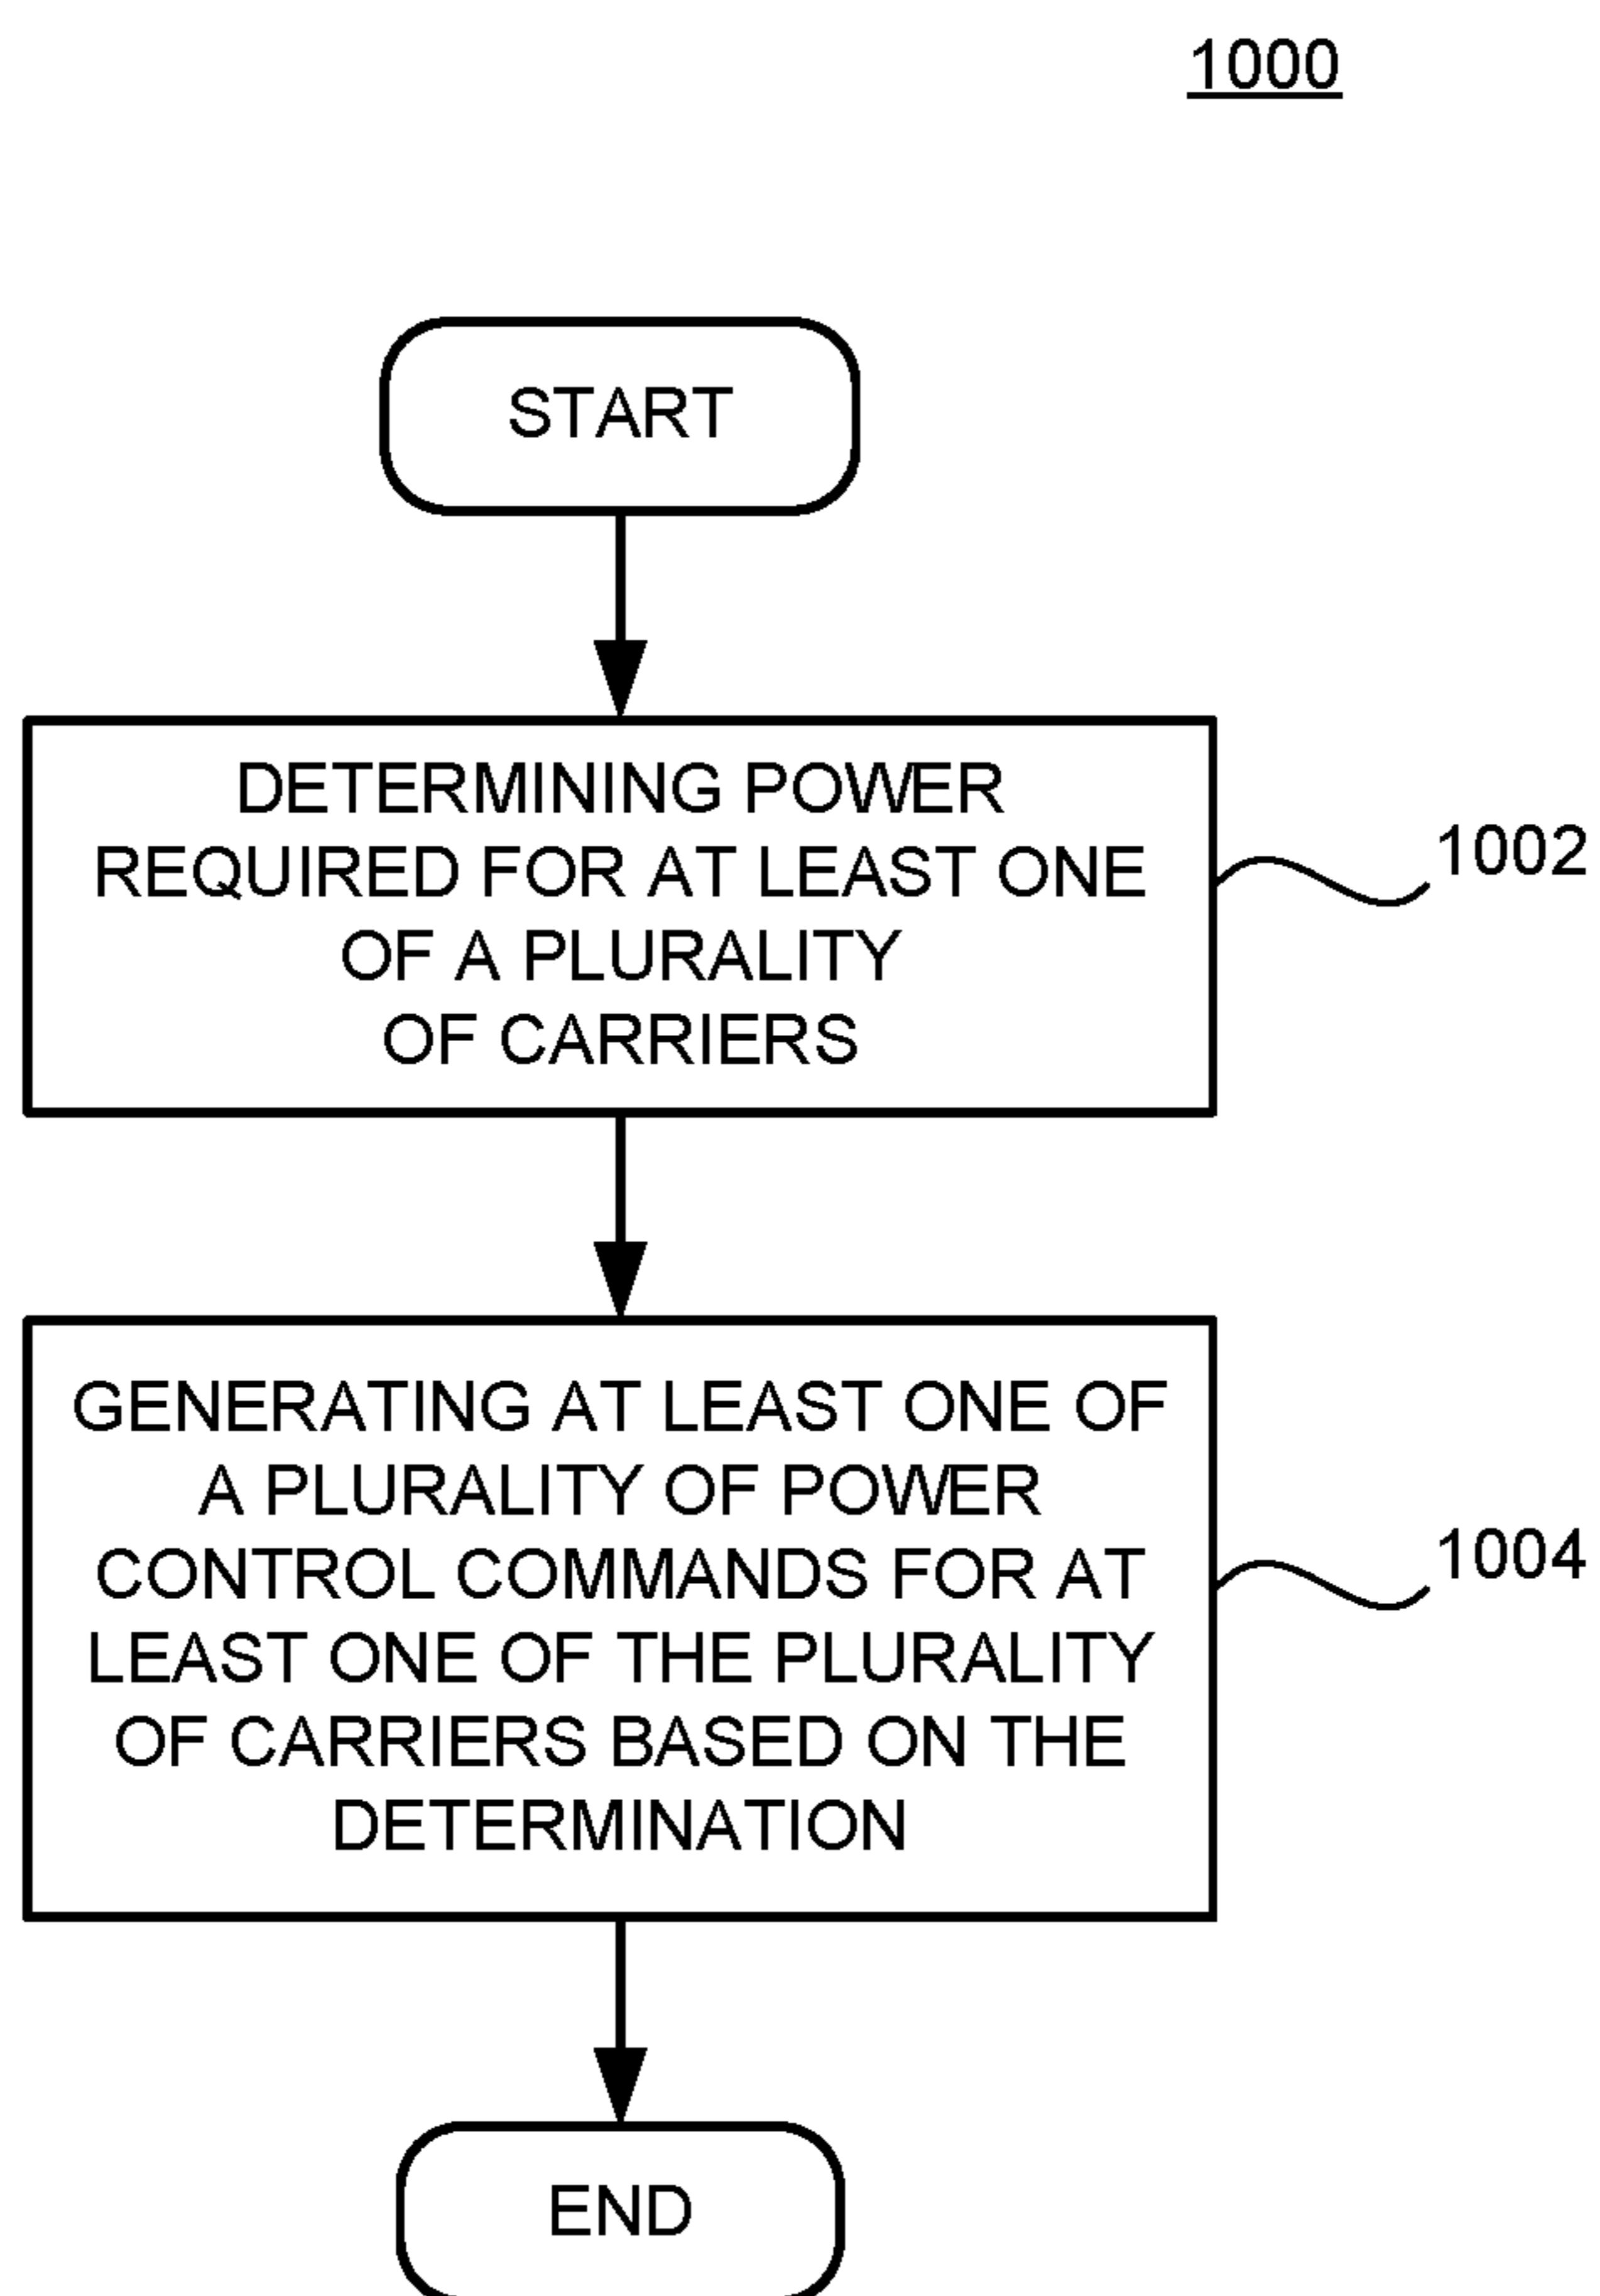 1000
START
DETERMINING POWER
REQUIRED FOR AT LEAST ONE
OF A PLURALITY
OF CARRIERS
1002
GENERATING AT LEAST ONE OF
A PLURALITY OF POWER
CONTROL COMMANDS FOR AT
LEAST ONE OF THE PLURALITY
OF CARRIERS BASED ON THE
DETERMINATION
1004
END